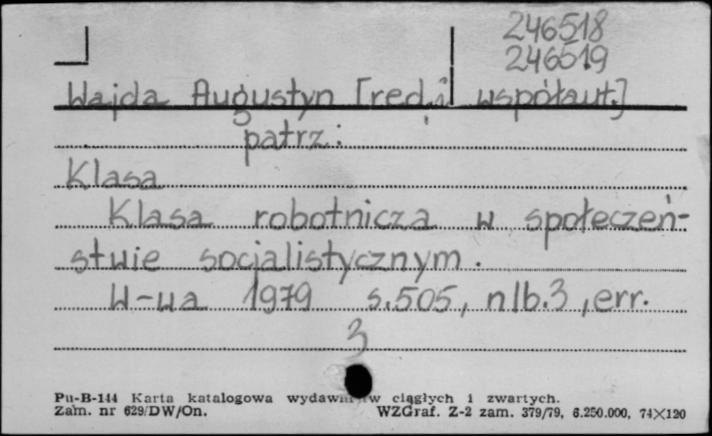 246518
246519
Wajda Augustyn [red. i współaut.]
patrz:
Klasa
Klasa robotnicza w społeczeń-
stwie socjalistycznym.
W-wa 1979 s.505, nlb.3, err.
3
Pu-B-144 Karta katalogowa ciągłych i zwartych.
Zam. nr 629/DW/On. WZGraf. Z-2 zam. 379/79, 6.250.000, 74×120